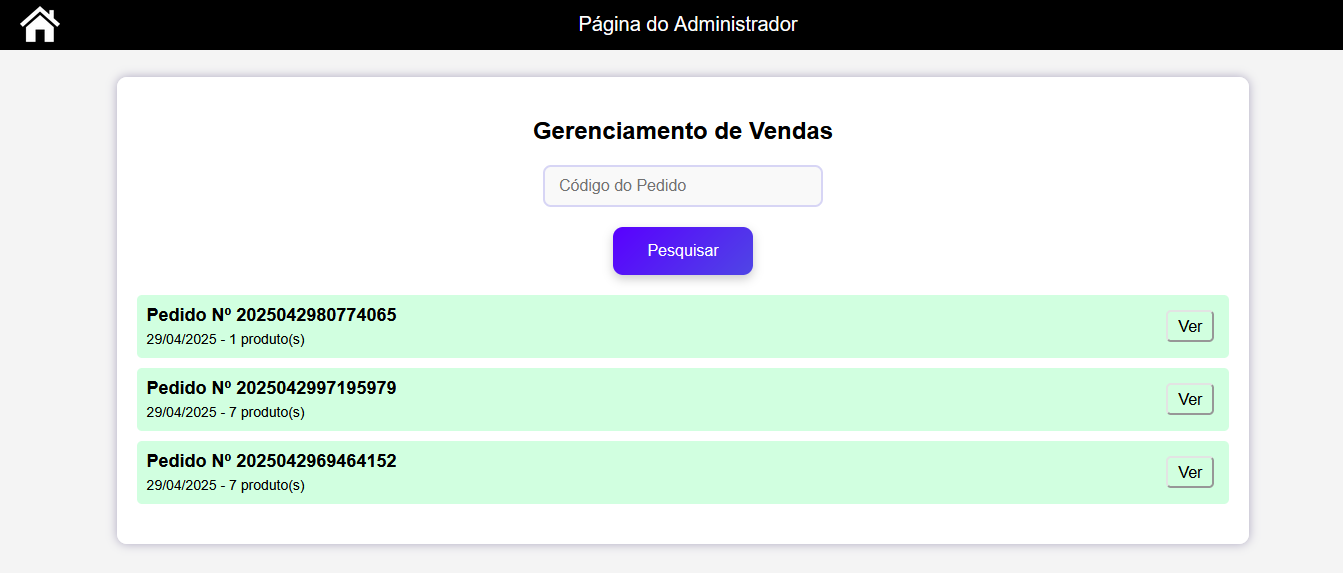 Página do Administrador
Gerenciamento de Vendas
Código do Pedido
Pesquisar
Pedido Nº 2025042980774065
29/04/2025 - 1 produto(s)
Ver
Pedido Nº 2025042997195979
29/04/2025 - 7 produto(s)
Ver
Pedido Nº 2025042969464152
29/04/2025 - 7 produto(s)
Ver